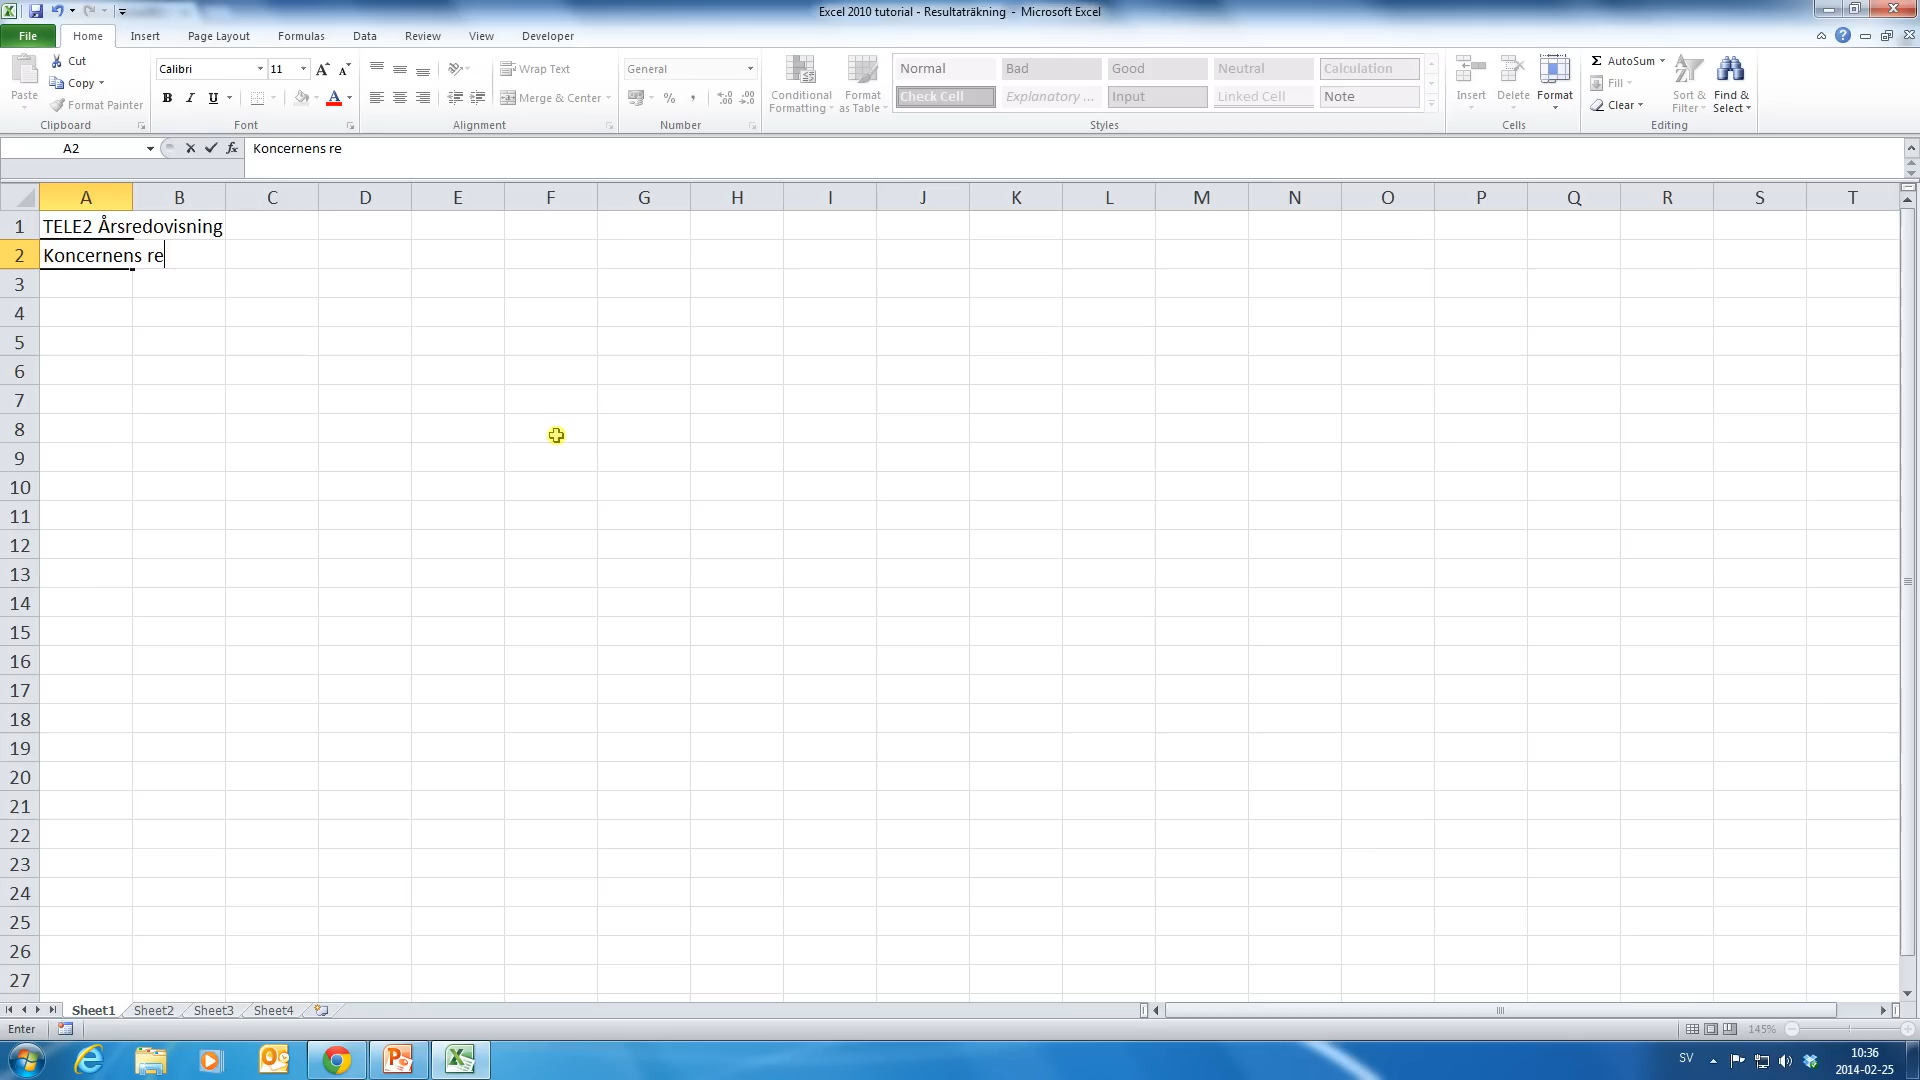 Excel 2010 tutorial - Resultaträkning - Microsoft Excel
File Home Insert Page Layout Formulas Data Review View Developer
Paste
Cut
Copy
Format Painter
Clipboard
Calibri 11
B I U
Font
Wrap Text
Merge & Center
Alignment
General
%
Number
Conditional Formatting
Format as Table
Normal Bad Good Neutral Calculation
Check Cell Explanatory ... Input Linked Cell Note
Styles
Insert Delete Format
Cells
Σ AutoSum
Fill
Clear
Sort & Filter
Find & Select
Editing
A2 fx Koncernens re
A B C D E F G H I J K L M N O P Q R S T
1 TELE2 Årsredovisning
2 Koncernens re
3
4
5
6
7
8
9
10
11
12
13
14
15
16
17
18
19
20
21
22
23
24
25
26
27
Sheet1 Sheet2 Sheet3 Sheet4
Enter 145%
SV 10:36
2014-02-25